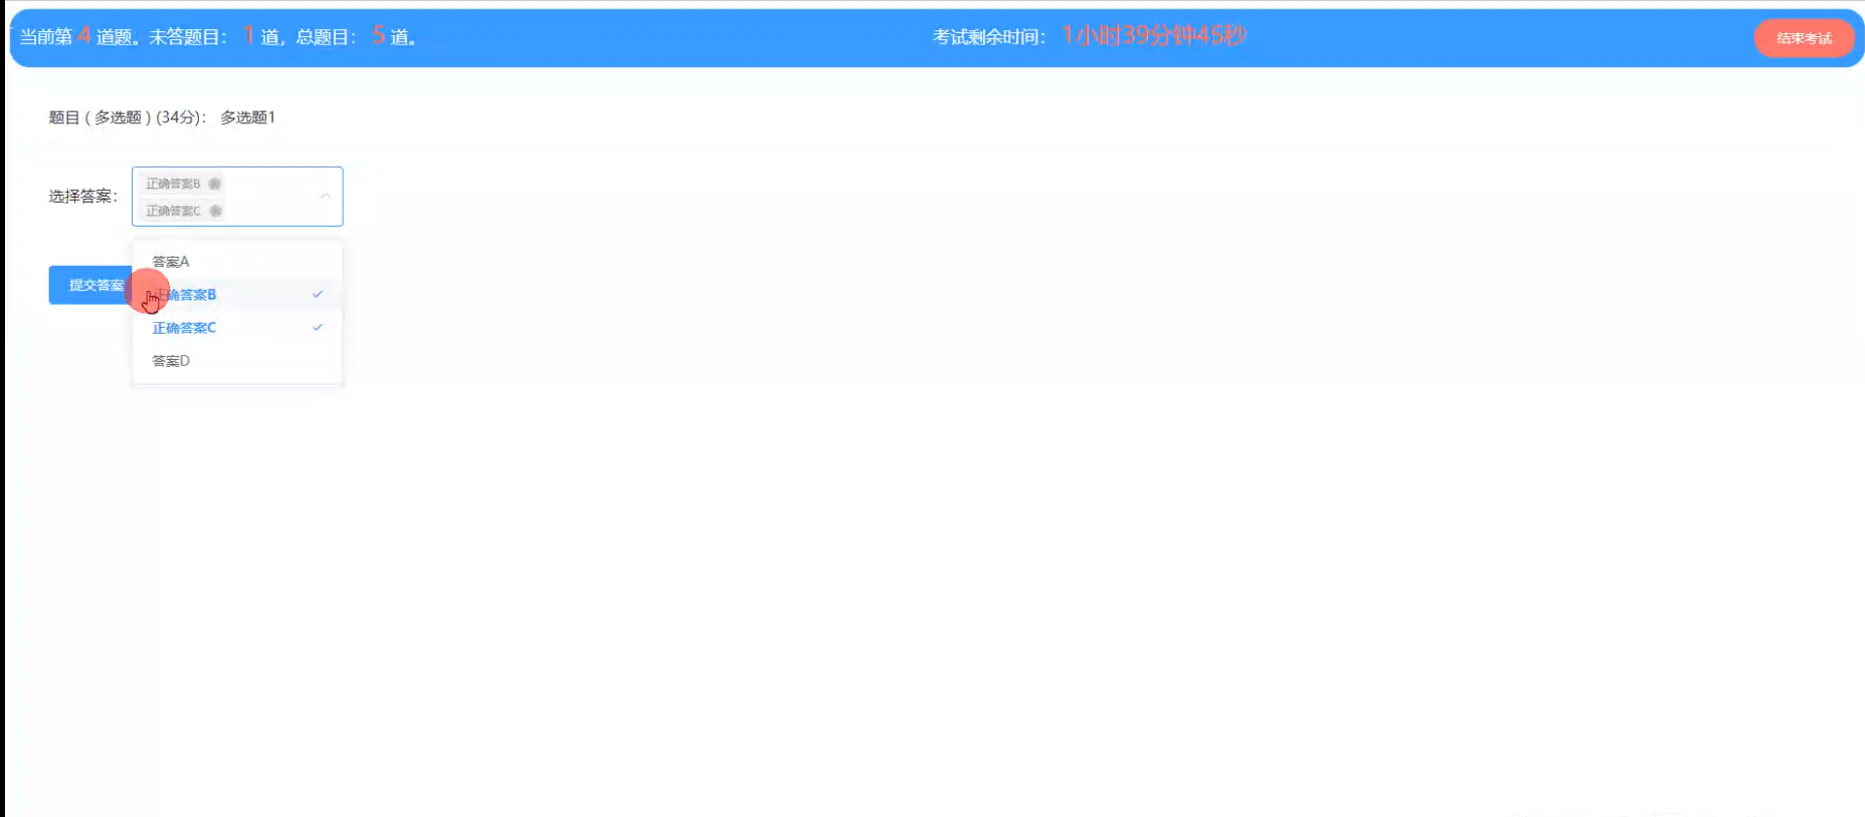 当前第 4 道题。未答题目： 1 道，总题目： 5 道。
考试剩余时间： 1小时39分钟45秒
结束考试
题目 ( 多选题 ) (34分)： 多选题1
选择答案：
正确答案B
正确答案C
提交答案
答案A
正确答案B
正确答案C
答案D